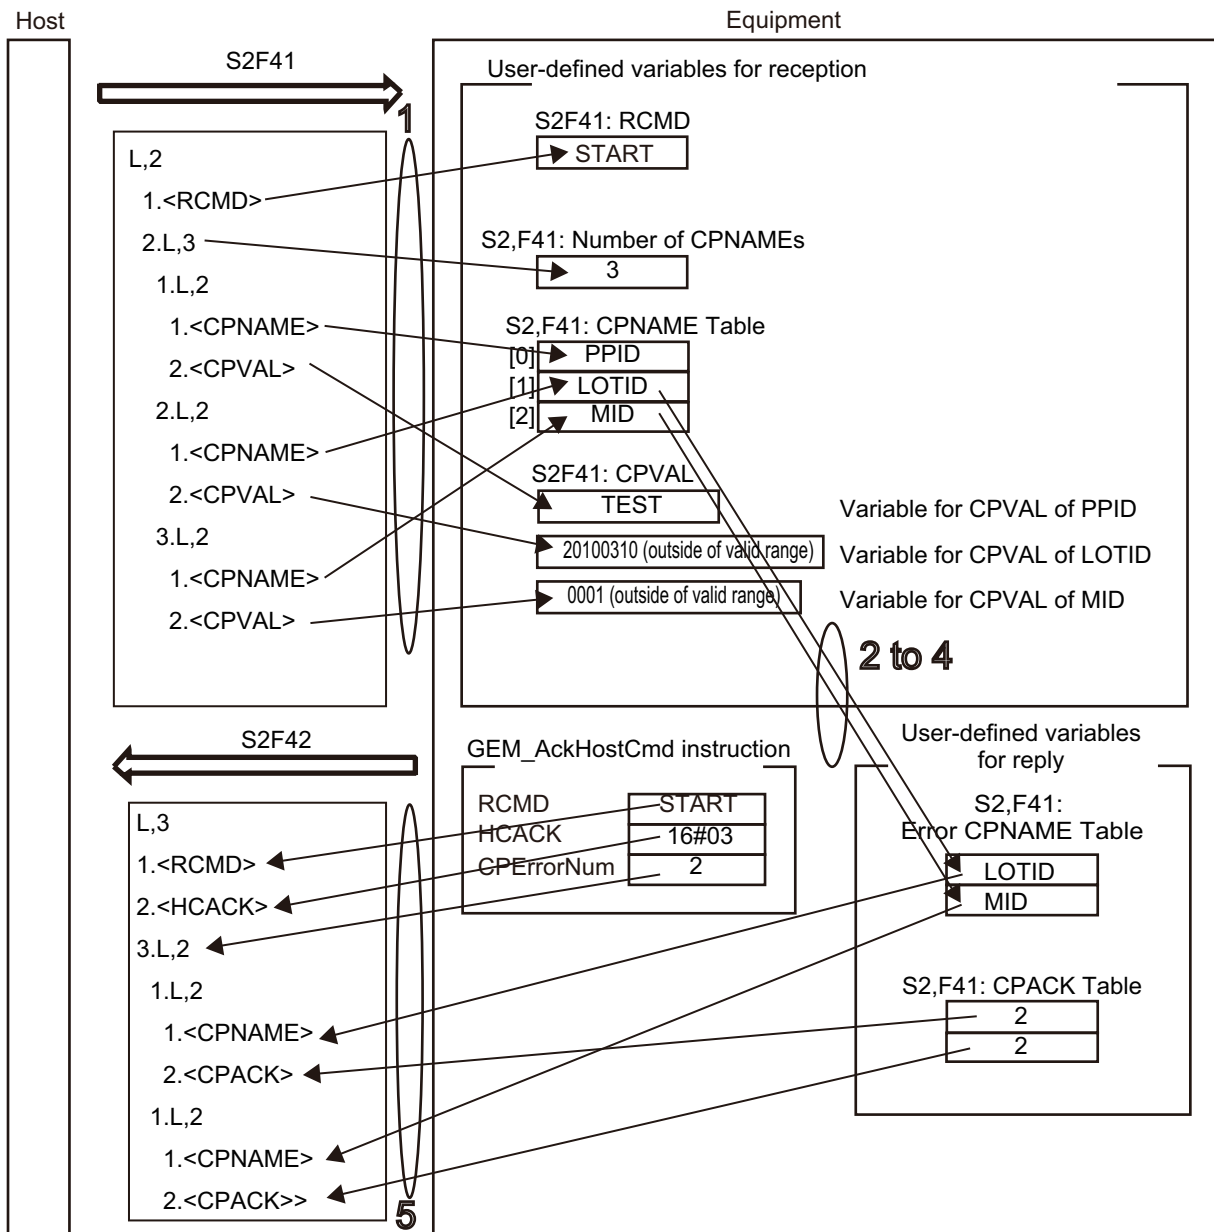 Host
Equipment
S2F41
1
L,2
1.<RCMD>
2.L,3
1.L,2
1.<CPNAME>
2.<CPVAL>
2.L,2
1.<CPNAME>
2.<CPVAL>
3.L,2
1.<CPNAME>
2.<CPVAL>
User-defined variables for reception
S2F41: RCMD
START
S2,F41: Number of CPNAMEs
3
S2,F41: CPNAME Table
[0] PPID
[1] LOTID
[2] MID
S2F41: CPVAL
TEST
Variable for CPVAL of PPID
20100310 (outside of valid range)
Variable for CPVAL of LOTID
0001 (outside of valid range)
Variable for CPVAL of MID
2 to 4
S2F42
L,3
1.<RCMD>
2.<HCACK>
3.L,2
1.L,2
1.<CPNAME>
2.<CPACK>
1.L,2
1.<CPNAME>
2.<CPACK>>
5
GEM_AckHostCmd instruction
RCMD START
HCACK 16#03
CPErrorNum 2
User-defined variables
for reply
S2,F41:
Error CPNAME Table
LOTID
MID
S2,F41: CPACK Table
2
2